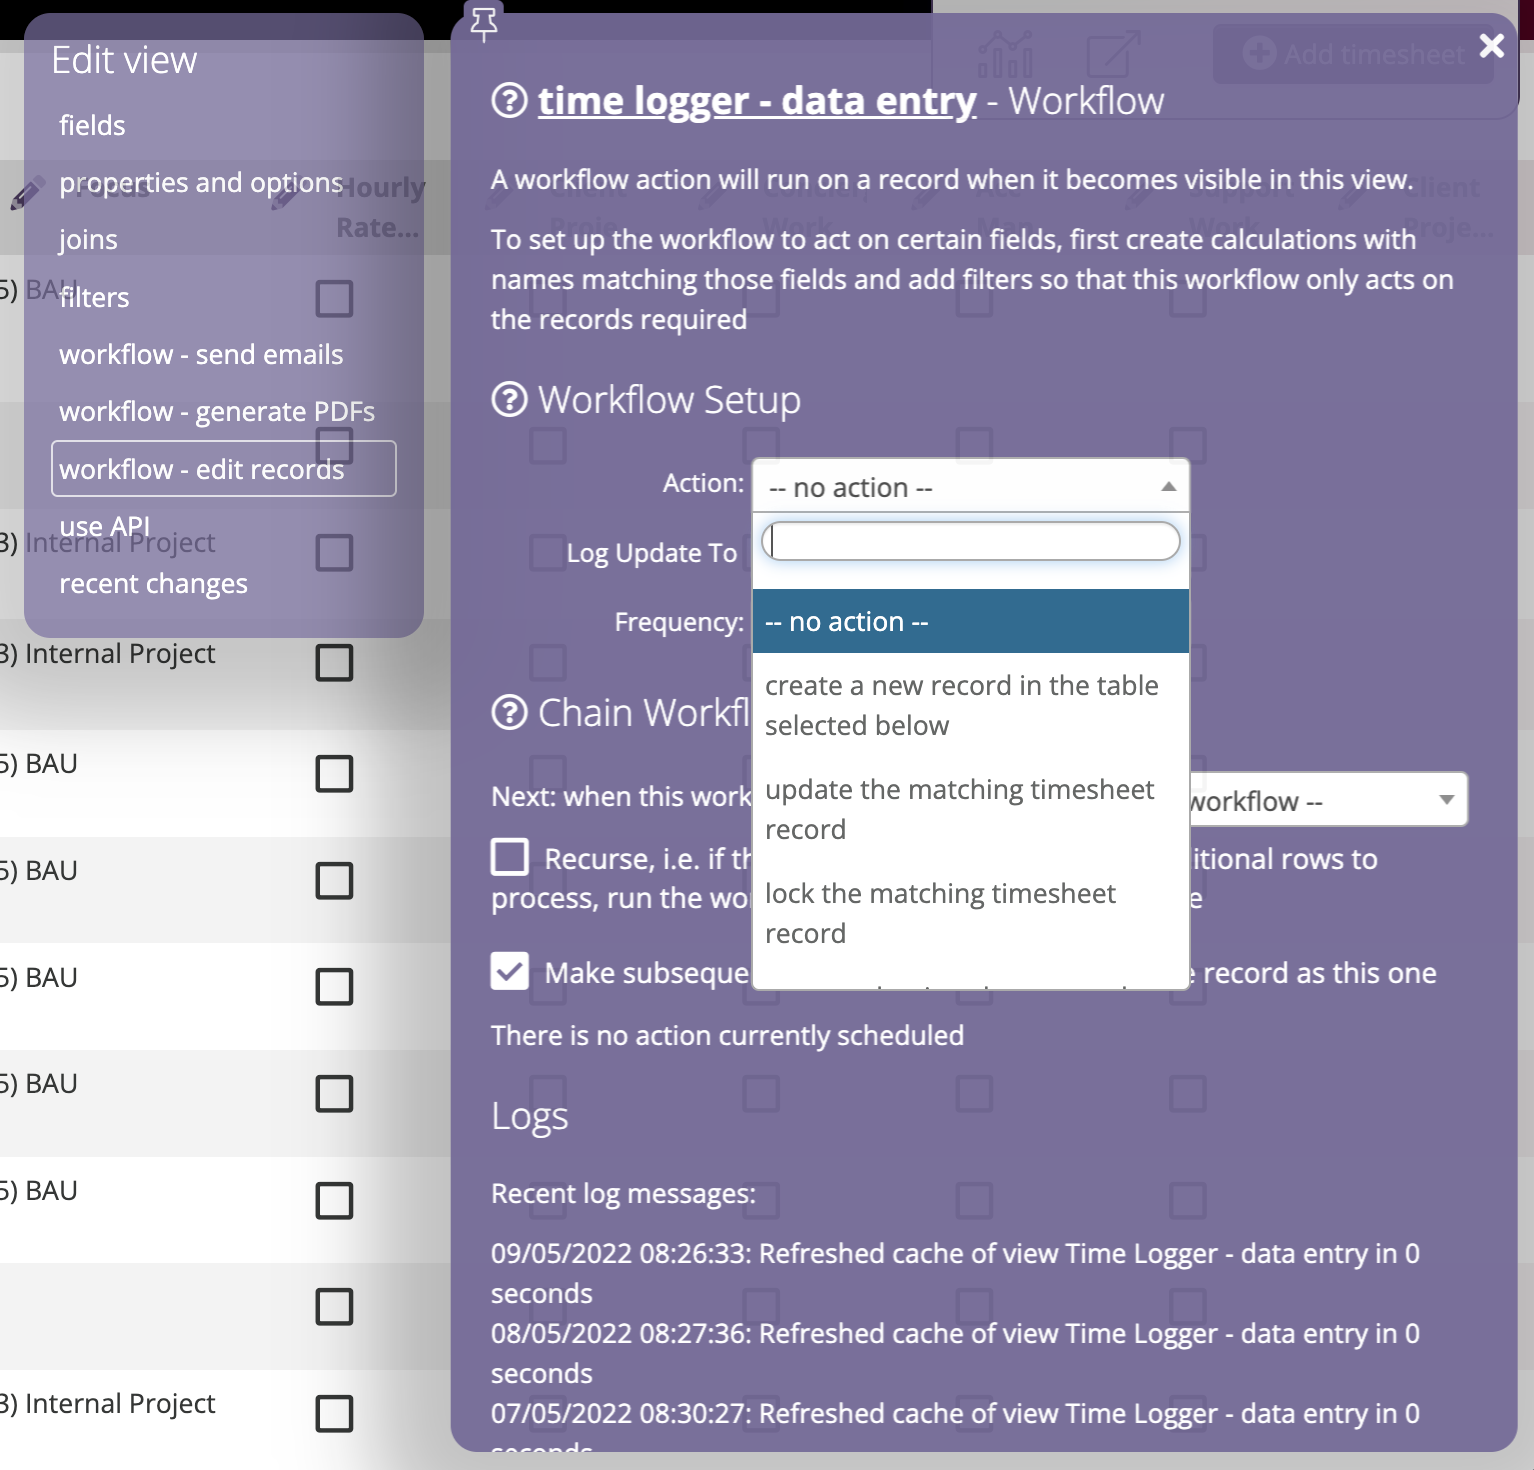 Edit view
fields
properties and options
joins
filters
workflow - send emails
workflow - generate PDFs
workflow - edit records
use API
recent changes
Hourly
Rate...
5) BAU
3) Internal Project
3) Internal Project
5) BAU
5) BAU
5) BAU
5) BAU
5) BAU
3) Internal Project
Add timesheet
time logger - data entry - Workflow
A workflow action will run on a record when it becomes visible in this view.
To set up the workflow to act on certain fields, first create calculations with
names matching those fields and add filters so that this workflow only acts on
the records required
Workflow Setup
Action:
-- no action --
Log Update To
Frequency:
-- no action --
create a new record in the table
selected below
update the matching timesheet
record
lock the matching timesheet
record
Chain Workfl
Next: when this work
workflow --
Recurse, i.e. if th
itional rows to
process, run the wo
e
Make subseque
e record as this one
There is no action currently scheduled
Logs
Recent log messages:
09/05/2022 08:26:33: Refreshed cache of view Time Logger - data entry in 0
seconds
08/05/2022 08:27:36: Refreshed cache of view Time Logger - data entry in 0
seconds
07/05/2022 08:30:27: Refreshed cache of view Time Logger - data entry in 0
seconds